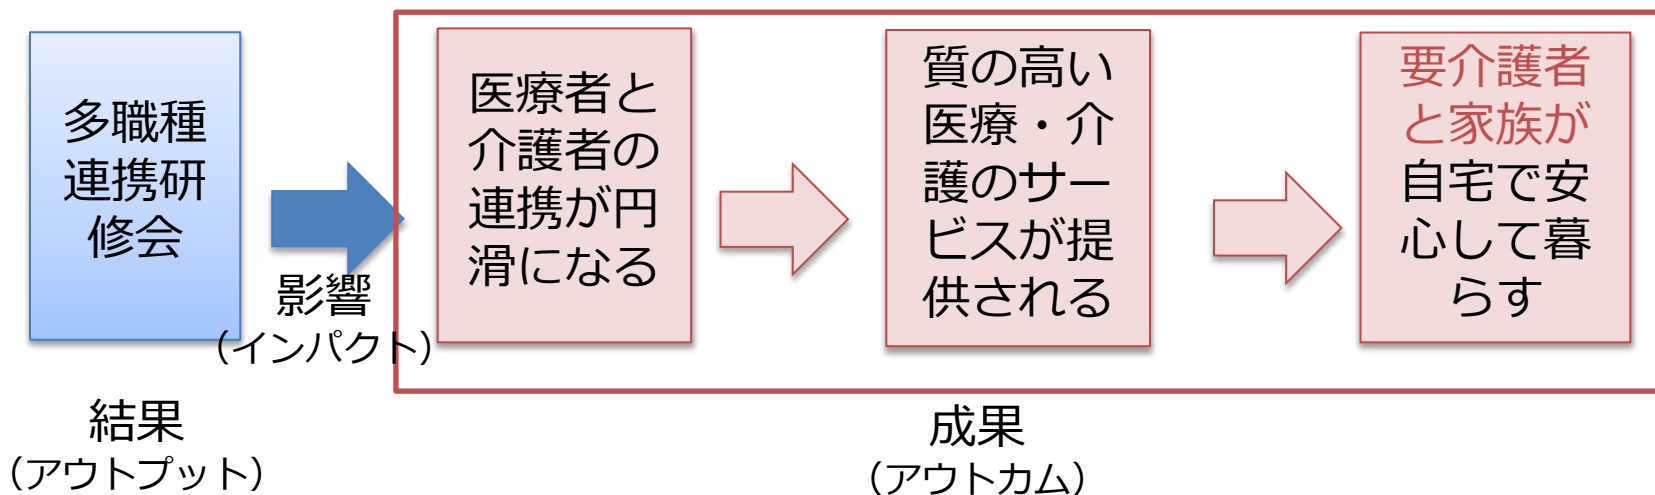 多職種
連携研
修会
影響
（インパクト）
結果
（アウトプット）
医療者と
介護者の
連携が円
滑になる
質の高い
医療・介
護のサー
ビスが提
供される
要介護者
と家族が
自宅で安
心して暮
らす
成果
（アウトカム）